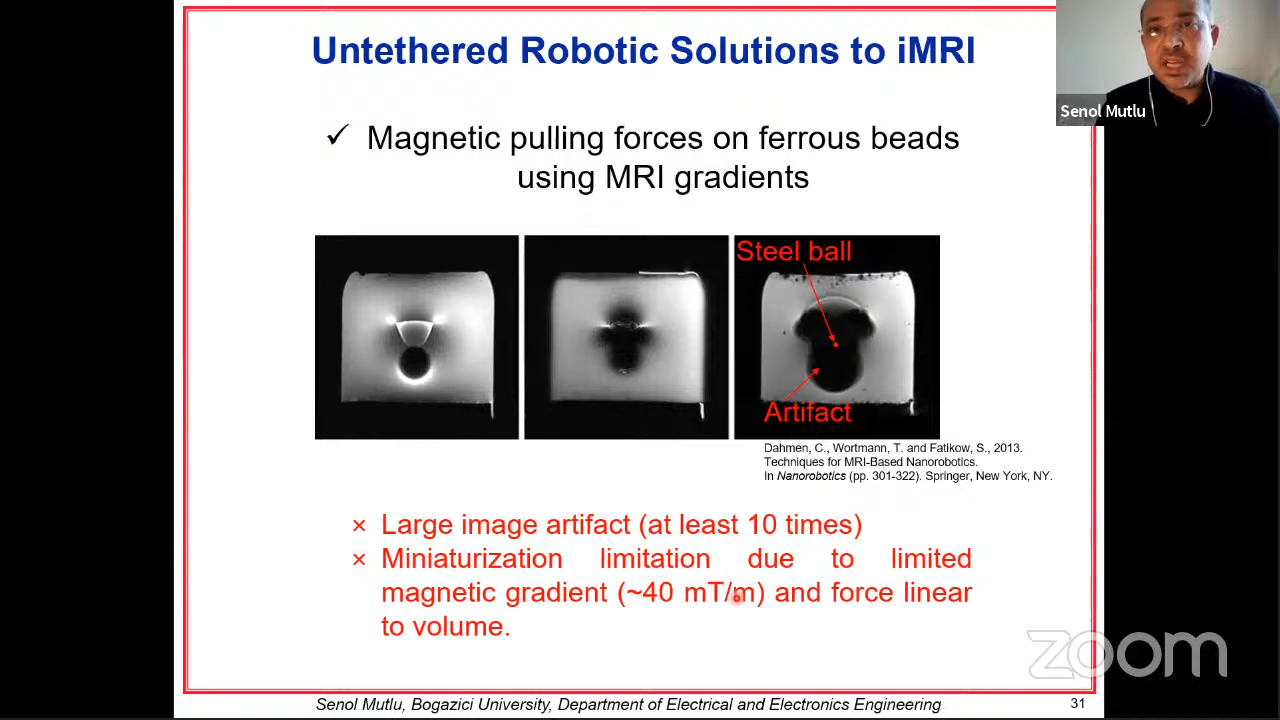 Untethered Robotic Solutions to iMRI
Senol Mutlu
✓ Magnetic pulling forces on ferrous beads
using MRI gradients
Steel ball
Artifact
Dahmen, C., Wortmann, T. and Fatikow, S., 2013.
Techniques for MRI-Based Nanorobotics.
In Nanorobotics (pp. 301-322). Springer, New York, NY.
× Large image artifact (at least 10 times)
× Miniaturization limitation due to limited
magnetic gradient (~40 mT/m) and force linear
to volume.
zoom
Senol Mutlu, Bogazici University, Department of Electrical and Electronics Engineering
31